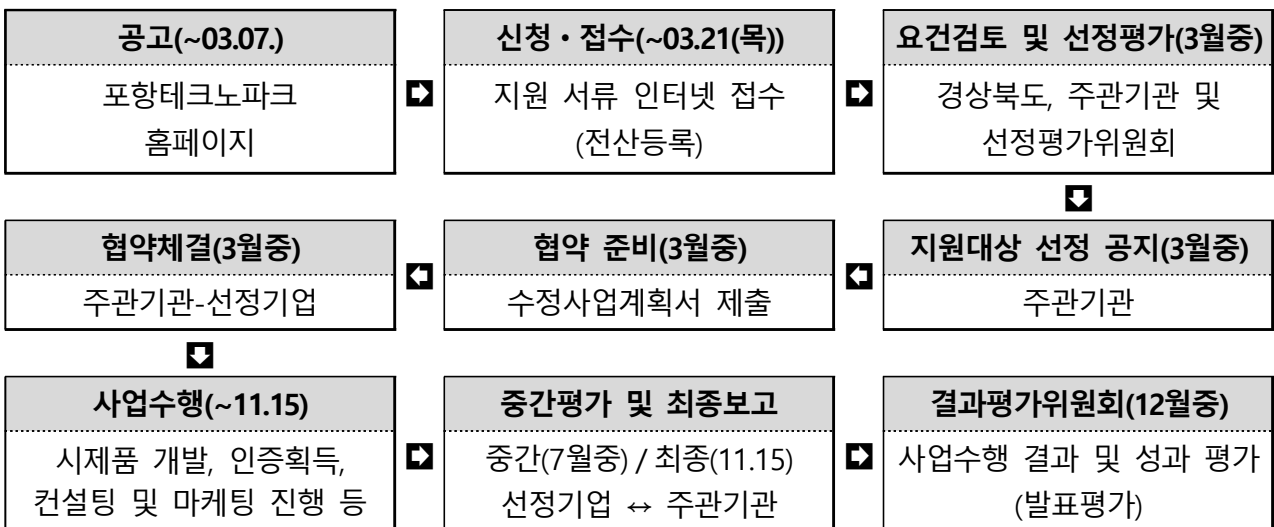 공고(~03.07.)
포항테크노파크
홈페이지
신청・접수(~03.21(목))
지원 서류 인터넷 접수
(전산등록)
요건검토 및 선정평가(3월중)
경상북도, 주관기관 및
선정평가위원회
지원대상 선정 공지(3월중)
주관기관
협약 준비(3월중)
수정사업계획서 제출
협약체결(3월중)
주관기관-선정기업
사업수행(~11.15)
시제품 개발, 인증획득,
컨설팅 및 마케팅 진행 등
중간평가 및 최종보고
중간(7월중) / 최종(11.15)
선정기업 ↔ 주관기관
결과평가위원회(12월중)
사업수행 결과 및 성과 평가
(발표평가)